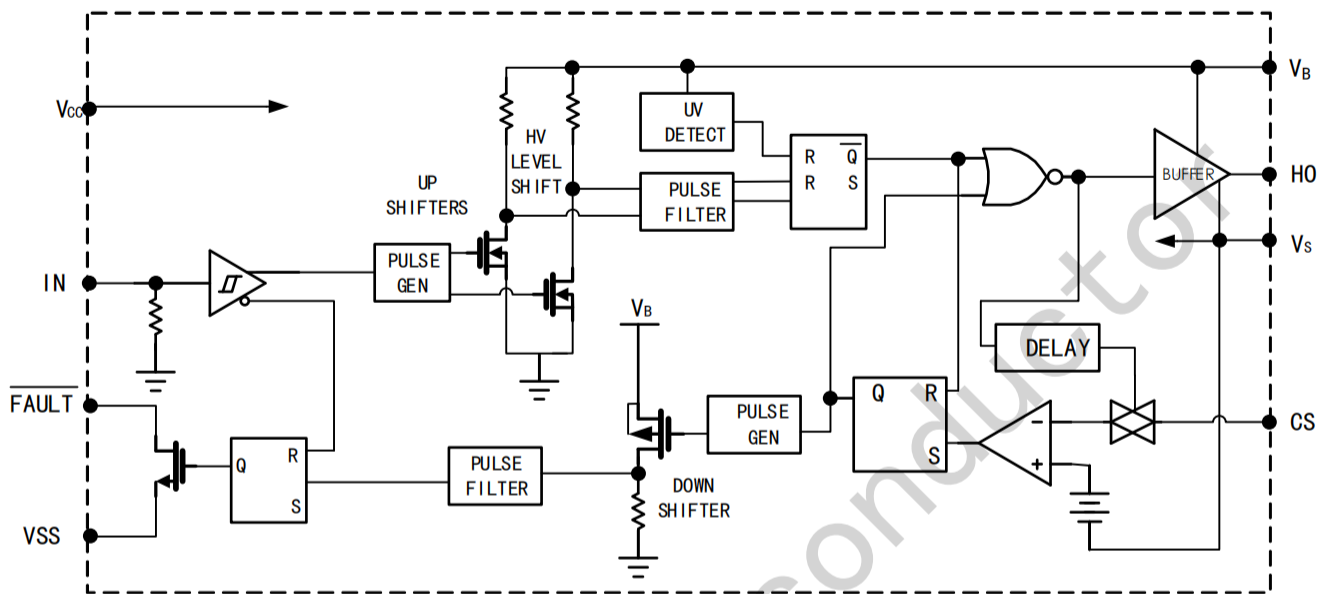 VB
VCC
UV
DETECT
HV
LEVEL
SHIFT
R
Q
R
S
PULSE
FILTER
BUFFER
HO
UP
SHIFTERS
VS
PULSE
GEN
IN
VB
DELAY
FAULT
Q
R
S
PULSE
GEN
-
+
CS
Q
R
S
PULSE
FILTER
DOWN
SHIFTER
VSS
onductor